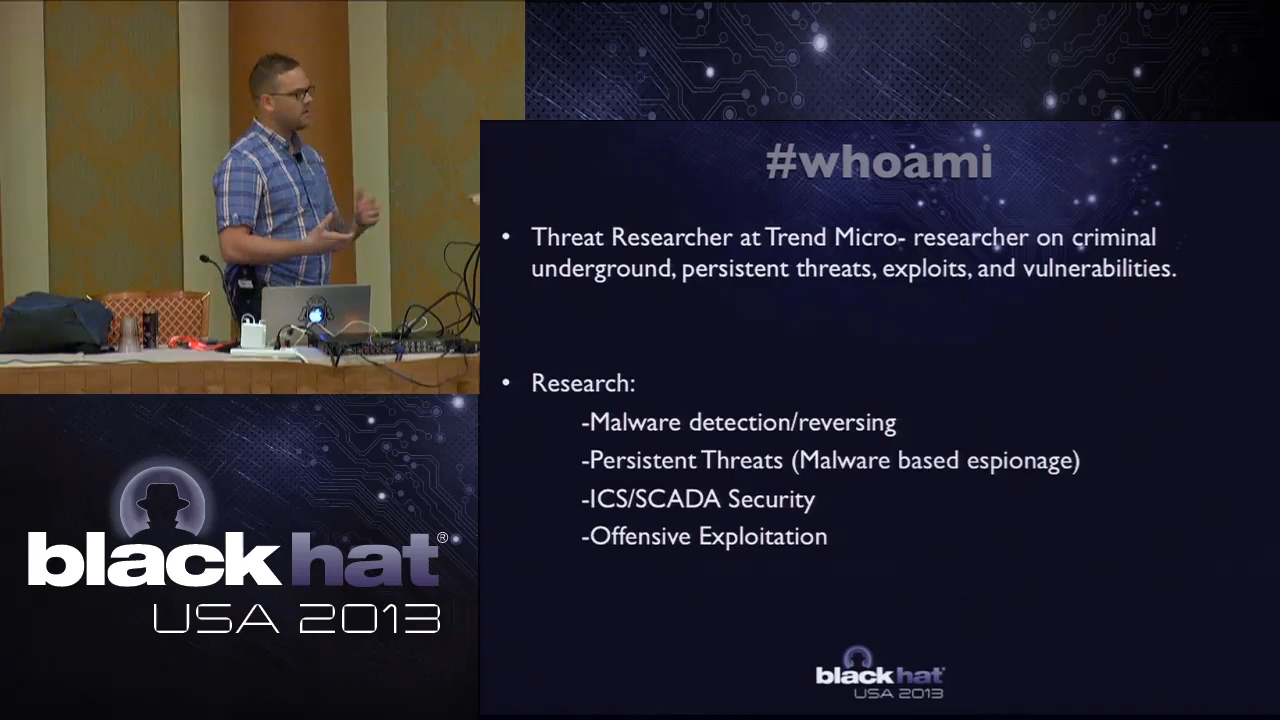 #whoami
• Threat Researcher at Trend Micro- researcher on criminal
underground, persistent threats, exploits, and vulnerabilities.
• Research:
-Malware detection/reversing
-Persistent Threats (Malware based espionage)
-ICS/SCADA Security
-Offensive Exploitation
black hat®
USA 2013
black hat®
USA 2013